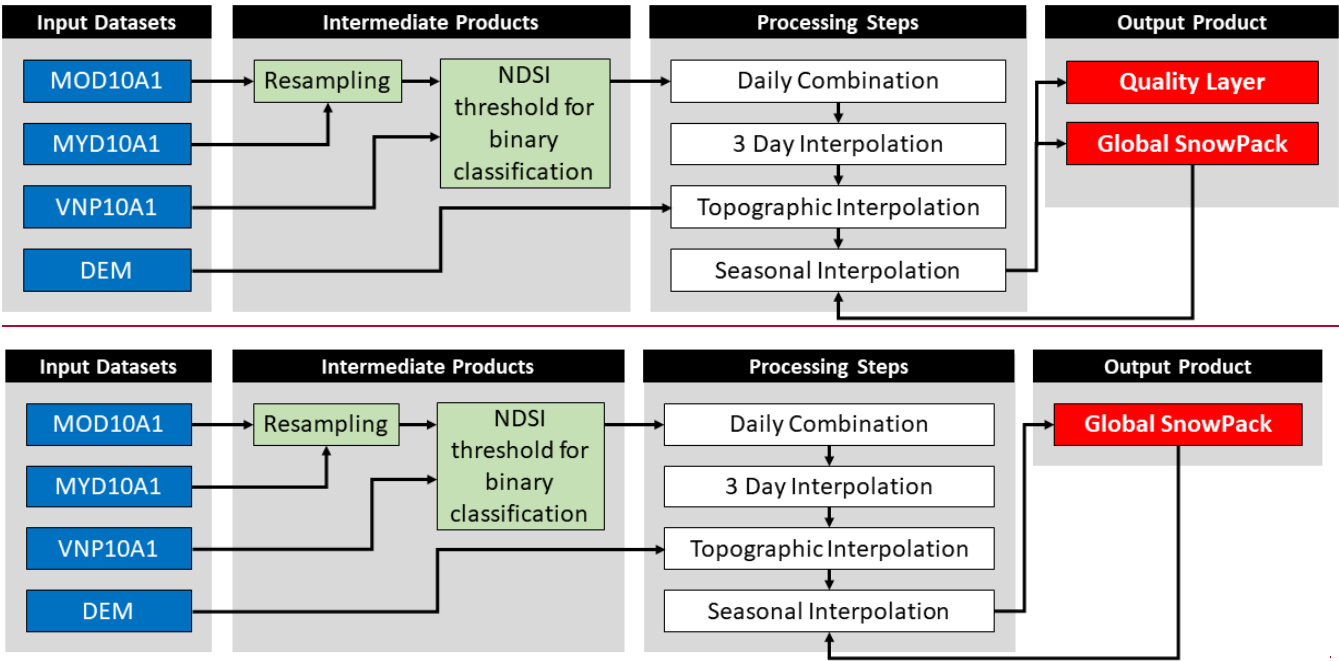 Input Datasets
Intermediate Products
Processing Steps
Output Product
MOD10A1
MYD10A1
VNP10A1
DEM
Resampling
NDSI
threshold for
binary
classification
Daily Combination
3 Day Interpolation
Topographic Interpolation
Seasonal Interpolation
Quality Layer
Global SnowPack
Input Datasets
Intermediate Products
Processing Steps
Output Product
MOD10A1
MYD10A1
VNP10A1
DEM
Resampling
NDSI
threshold for
binary
classification
Daily Combination
3 Day Interpolation
Topographic Interpolation
Seasonal Interpolation
Global SnowPack